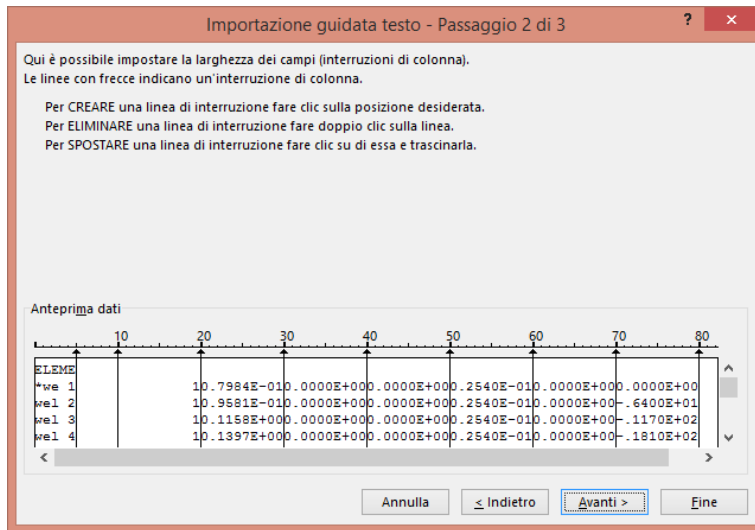 Importazione guidata testo - Passaggio 2 di 3
?
×
Qui è possibile impostare la larghezza dei campi (interruzioni di colonna).
Le linee con frecce indicano un'interruzione di colonna.
Per CREARE una linea di interruzione fare clic sulla posizione desiderata.
Per ELIMINARE una linea di interruzione fare doppio clic sulla linea.
Per SPOSTARE una linea di interruzione fare clic su di essa e trascinarla.
Anteprima dati
10 20 30 40 50 60 70 80
ELEME
*we 1 10.7984E-010.0000E+000.0000E+000.2540E-010.0000E+000.0000E+00
wel 2 10.9581E-010.0000E+000.0000E+000.2540E-010.0000E+00-.6400E+01
wel 3 10.1158E+000.0000E+000.0000E+000.2540E-010.0000E+00-.1170E+02
wel 4 10.1397E+000.0000E+000.0000E+000.2540E-010.0000E+00-.1810E+02
Annulla < Indietro Avanti > Fine